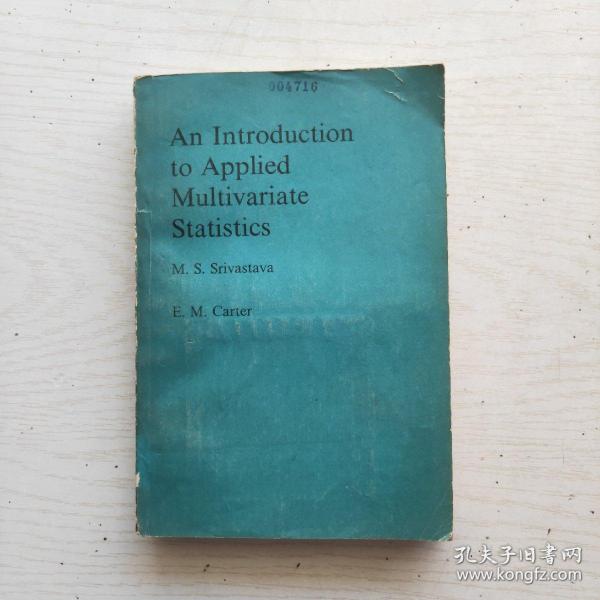 004716
An Introduction
to Applied
Multivariate
Statistics
M. S. Srivastava
E. M. Carter
孔夫子旧书网
www.kongfz.com